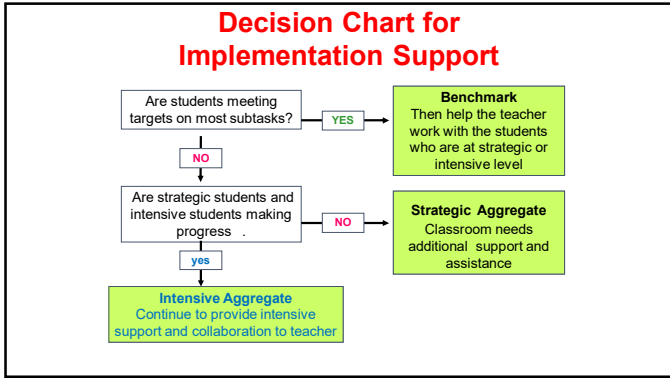 Decision Chart for
Implementation Support
Are students meeting
targets on most subtasks?
YES
Benchmark
Then help the teacher
work with the students
who are at strategic or
intensive level
NO
Are strategic students and
intensive students making
progress .
NO
Strategic Aggregate
Classroom needs
additional support and
assistance
yes
Intensive Aggregate
Continue to provide intensive
support and collaboration to teacher